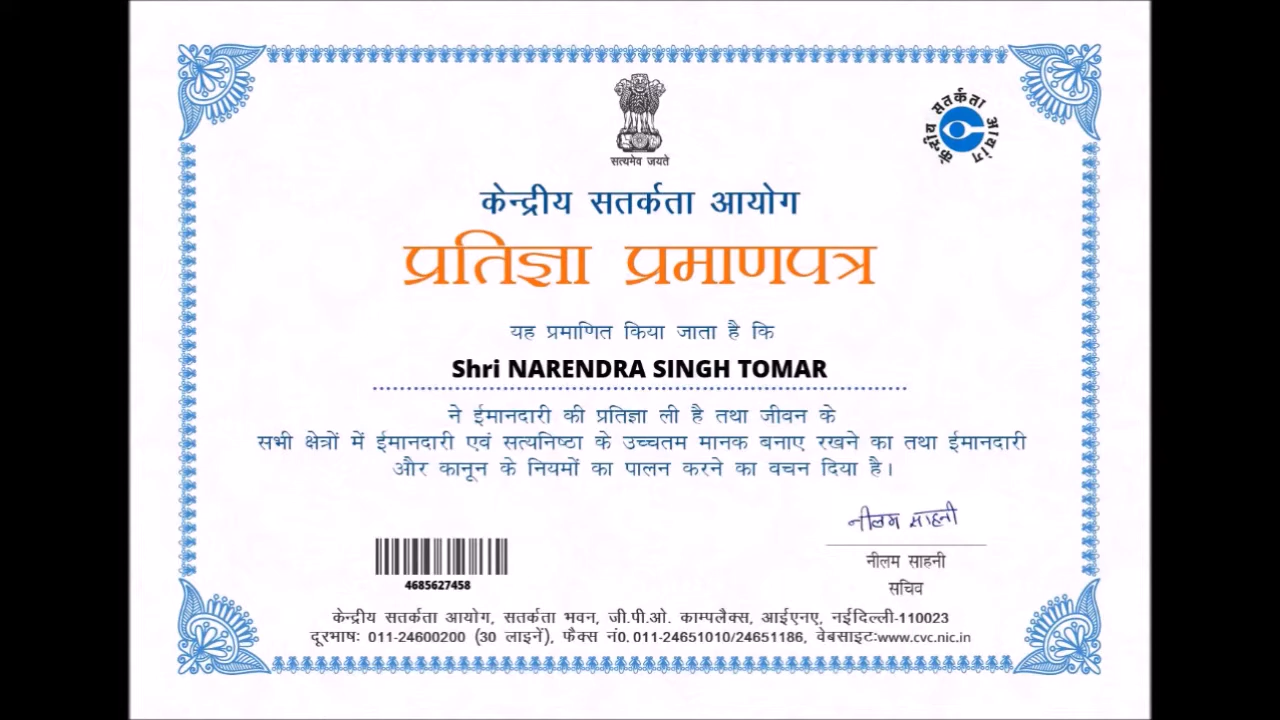 सत्यमेव जयते
केन्द्रीय सतर्कता आयोग
केन्द्रीय सतर्कता आयोग
प्रतिज्ञा प्रमाणपत्र
यह प्रमाणित किया जाता है कि
Shri NARENDRA SINGH TOMAR
ने ईमानदारी की प्रतिज्ञा ली है तथा जीवन के
सभी क्षेत्रों में ईमानदारी एवं सत्यनिष्ठा के उच्चतम मानक बनाए रखने का तथा ईमानदारी
और कानून के नियमों का पालन करने का वचन दिया है।
नीलम साहनी
नीलम साहनी
सचिव
4685627458
केन्द्रीय सतर्कता आयोग, सतर्कता भवन, जी.पी.ओ. काम्पलैक्स, आईएनए, नईदिल्ली-110023
दूरभाषः 011-24600200 (30 लाइनें), फैक्स नं0. 011-24651010/24651186, वेबसाइटःwww.cvc.nic.in